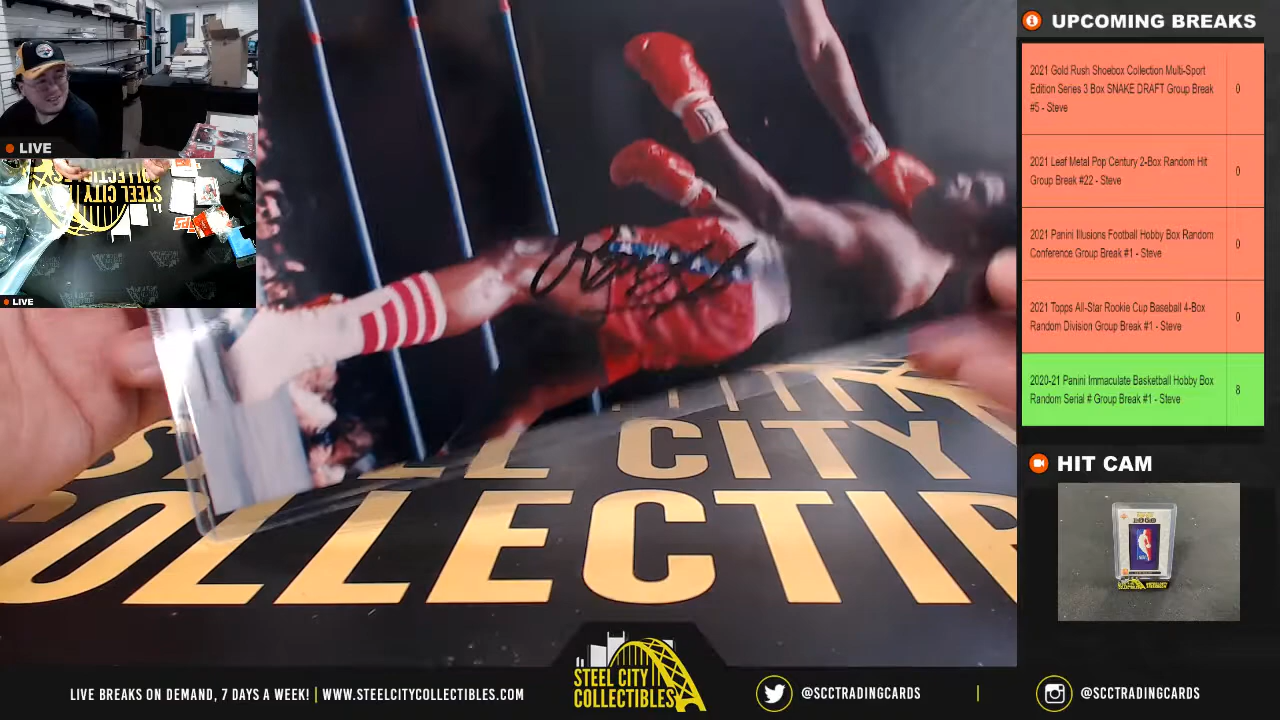 UPCOMING BREAKS
2021 Gold Rush Shoebox Collection Multi-Sport
Edition Series 3 Box SNAKE DRAFT Group Break
#5 - Steve
0
2021 Leaf Metal Pop Century 2-Box Random Hit
Group Break #22 - Steve
0
2021 Panini Illusions Football Hobby Box Random
Conference Group Break #1 - Steve
0
2021 Topps All-Star Rookie Cup Baseball 4-Box
Random Division Group Break #1 - Steve
0
2020-21 Panini Immaculate Basketball Hobby Box
Random Serial # Group Break #1 - Steve
8
HIT CAM
LIVE
STEEL CITY
LIVE
CITY
OLLECTIB
LIVE BREAKS ON DEMAND, 7 DAYS A WEEK! | WWW.STEELCITYCOLLECTIBLES.COM
STEEL CITY
COLLECTIBLES
@SCCTRADINGCARDS
|
@SCCTRADINGCARDS